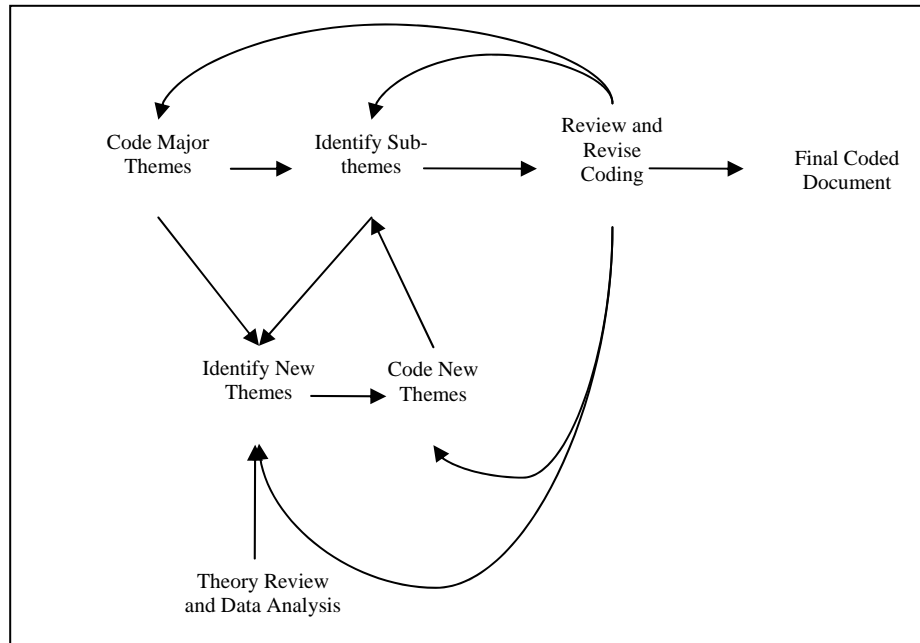 Code Major
Themes
Identify Sub-
themes
Review and
Revise
Coding
Final Coded
Document
Identify New
Themes
Code New
Themes
Theory Review
and Data Analysis